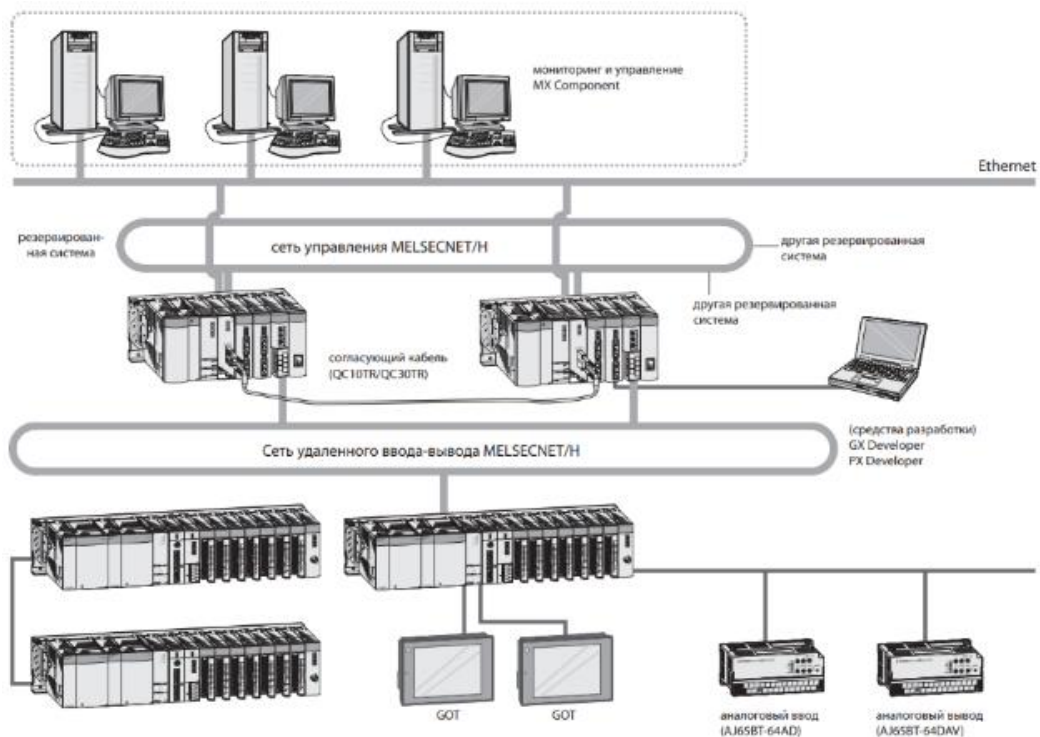 мониторинг и управление
MX Component
Ethernet
резервирован-
ная система
сеть управления MELSECNET/H
другая резервированная
система
другая резервированная
система
согласующий кабель
(QC10TR/QC30TR)
(средства разработки)
GX Developer
PX Developer
Сеть удаленного ввода-вывода MELSECNET/H
GOT
GOT
аналоговый ввод
(AJ65BT-64AD)
аналоговый вывод
(AJ65BT-64DAV)